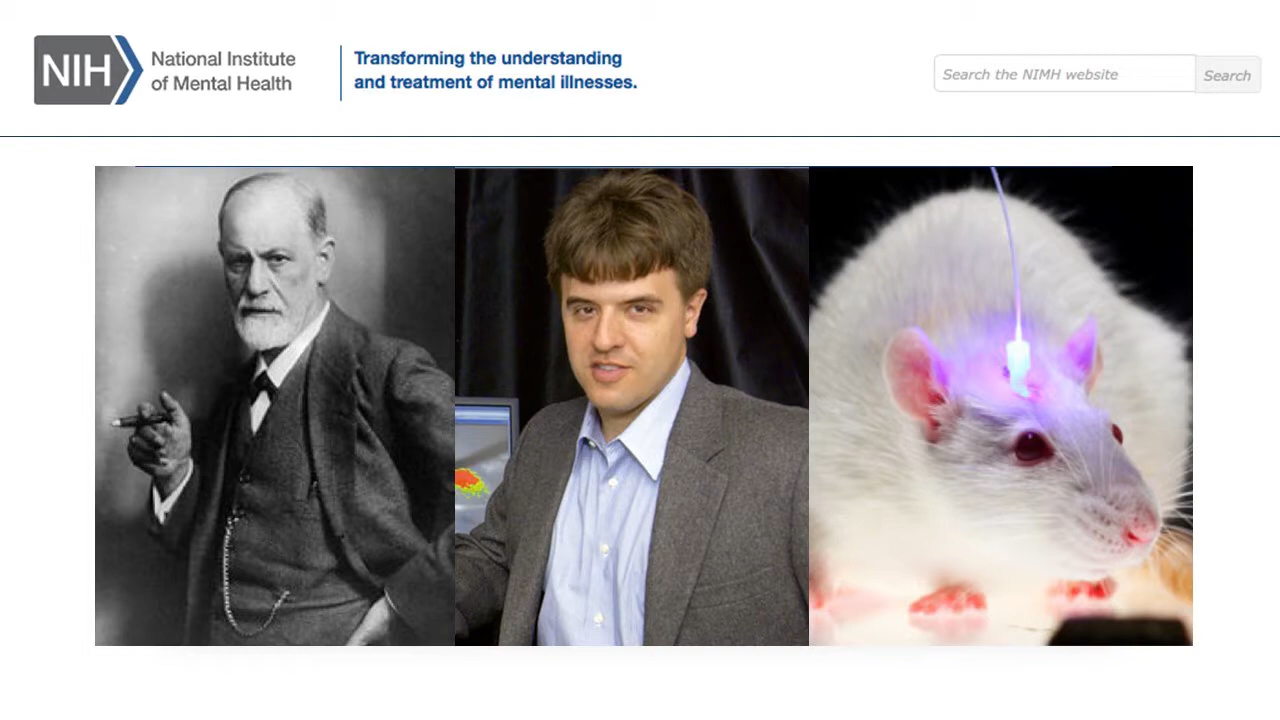 NIH
National Institute
of Mental Health
Transforming the understanding
and treatment of mental illnesses.
Search the NIMH website
Search